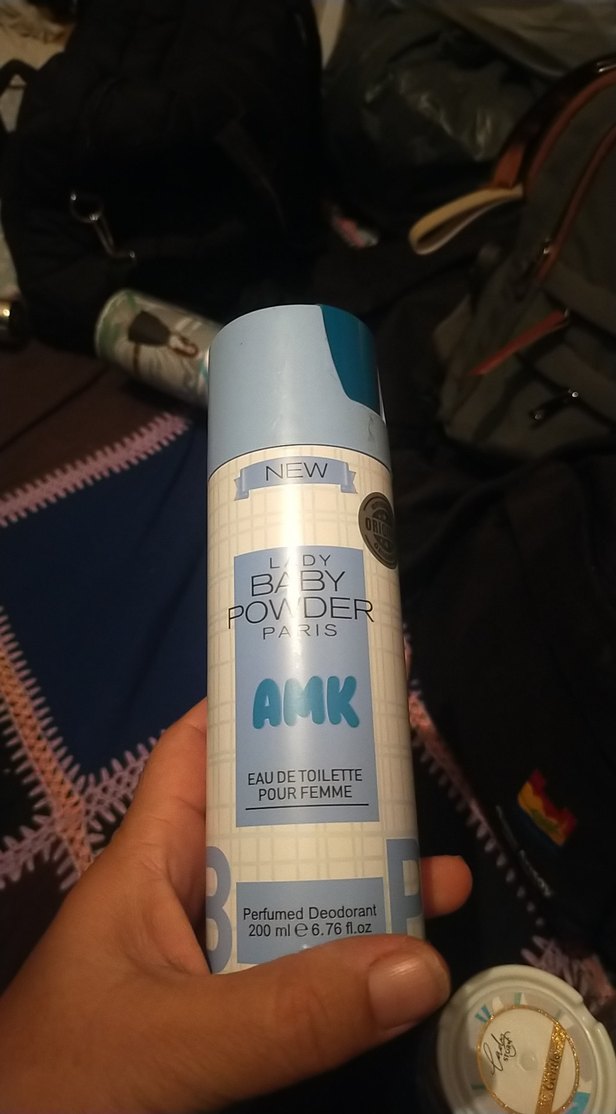 NEW
ORIGI
LADY
BABY
POWDER
PARIS
AMK
EAU DE TOILETTE
POUR FEMME
B P
Perfumed Deodorant
200 ml e 6.76 fl.oz